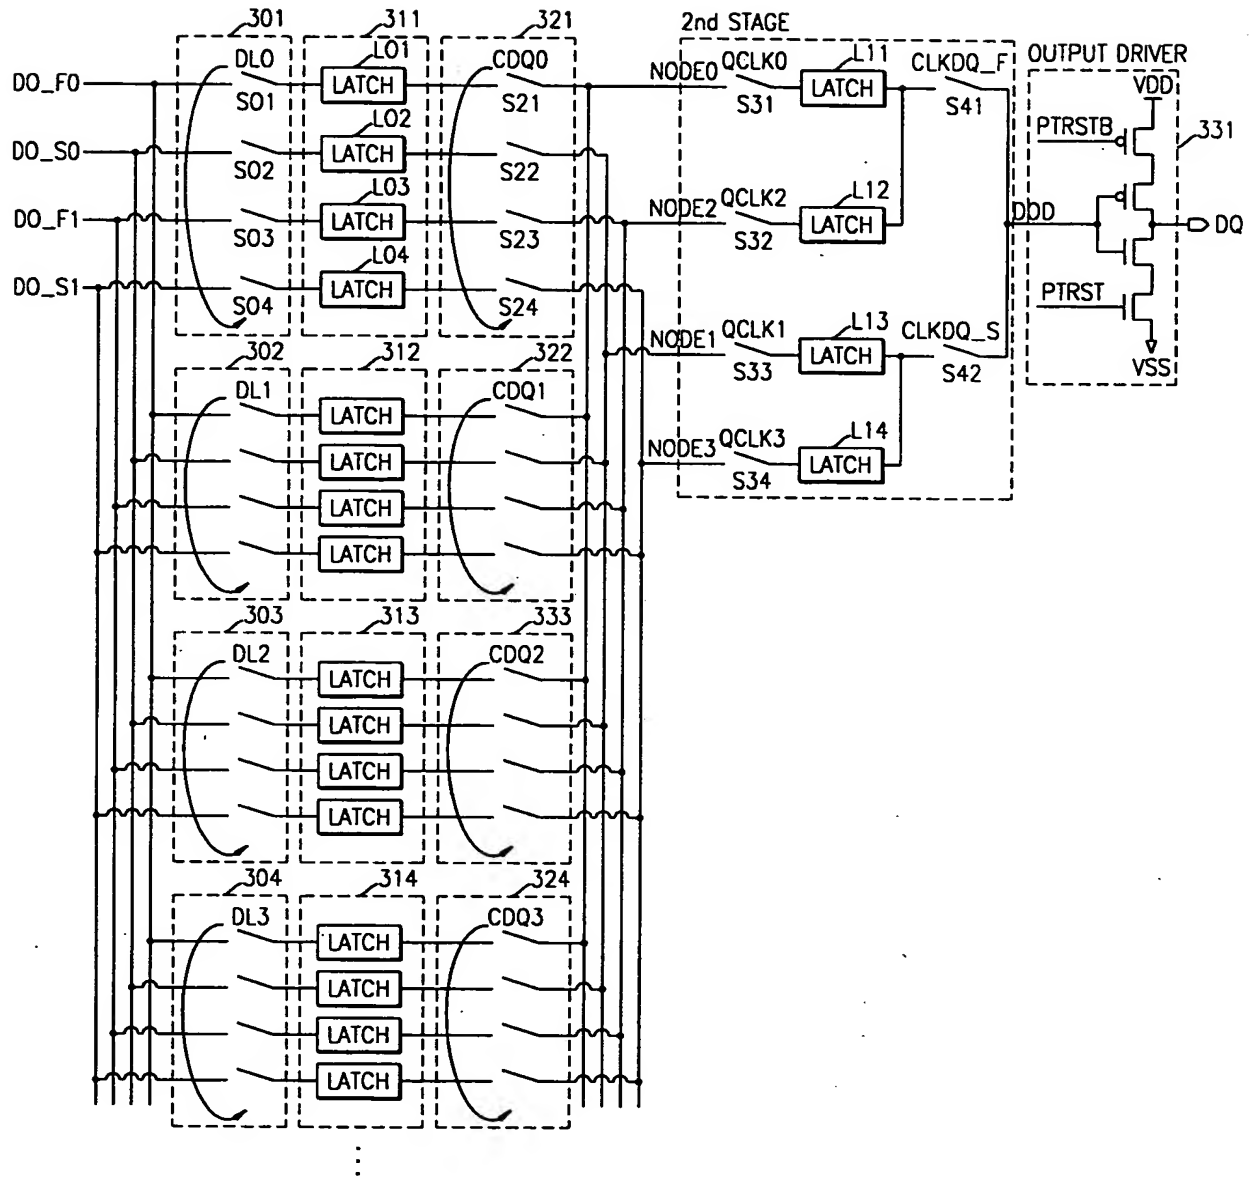 301 311 321 2nd STAGE
OUTPUT DRIVER
DL0 L01 CDQ0 NODE0 QCLK0 L11 CLKDQ_F
DO_F0 LATCH LATCH VDD
S01 S21 S31 S41
L02 PTRSTB 331
DO_S0 LATCH
S02 S22
L03 QCLK2 L12
DO_F1 LATCH NODE2 LATCH DOD DQ
S03 S23 S32
L04
DO_S1 LATCH PTRST
S04 S24
QCLK1 L13 CLKDQ_S
302 312 322 NODE1 LATCH
S33 S42 VSS
DL1 CDQ1
LATCH
QCLK3 L14
LATCH NODE3 LATCH
S34
LATCH
LATCH
303 313 333
DL2 CDQ2
LATCH
LATCH
LATCH
LATCH
304 314 324
DL3 CDQ3
LATCH
LATCH
LATCH
LATCH